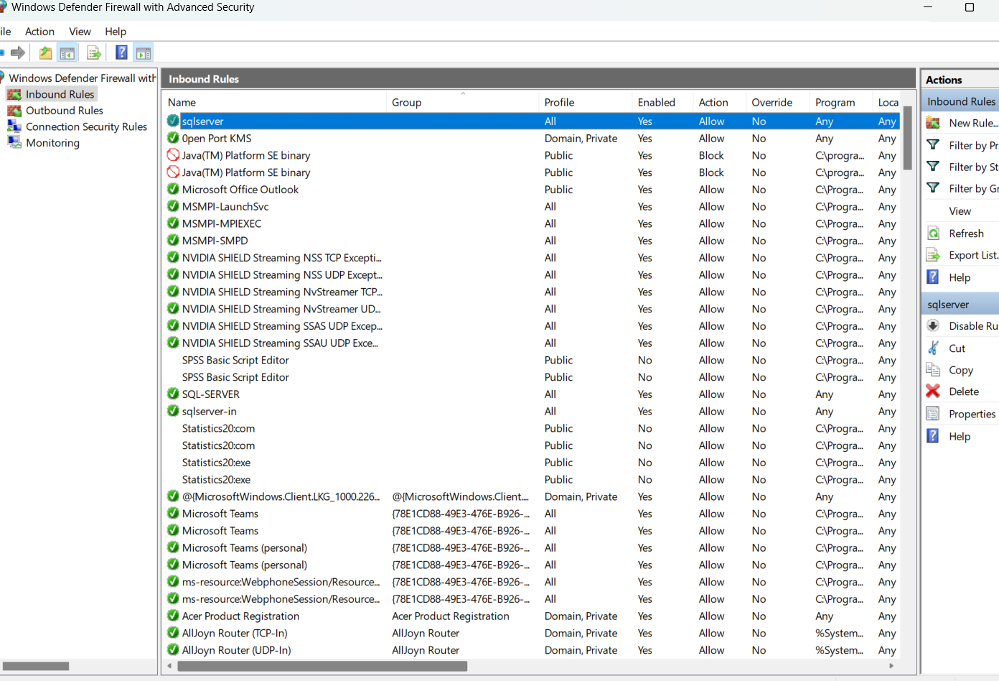 Windows Defender Firewall with Advanced Security
ile Action View Help
Windows Defender Firewall with
Inbound Rules
Outbound Rules
Connection Security Rules
Monitoring
Inbound Rules
Name Group Profile Enabled Action Override Program Loca
sqlserver All Yes Allow No Any Any
0pen Port KMS Domain, Private Yes Allow No Any Any
Java(TM) Platform SE binary Public Yes Block No C:\progra... Any
Java(TM) Platform SE binary Public Yes Block No C:\progra... Any
Microsoft Office Outlook Public Yes Allow No C:\Progra... Any
MSMPI-LaunchSvc All Yes Allow No C:\Progra... Any
MSMPI-MPIEXEC All Yes Allow No C:\Progra... Any
MSMPI-SMPD All Yes Allow No C:\Progra... Any
NVIDIA SHIELD Streaming NSS TCP Excepti... All Yes Allow No C:\Progra... Any
NVIDIA SHIELD Streaming NSS UDP Except... All Yes Allow No C:\Progra... Any
NVIDIA SHIELD Streaming NvStreamer TCP... All Yes Allow No C:\Progra... Any
NVIDIA SHIELD Streaming NvStreamer UD... All Yes Allow No C:\Progra... Any
NVIDIA SHIELD Streaming SSAS UDP Excep... All Yes Allow No C:\Progra... Any
NVIDIA SHIELD Streaming SSAU UDP Exce... All Yes Allow No C:\Progra... Any
SPSS Basic Script Editor Public No Allow No C:\Progra... Any
SPSS Basic Script Editor Public No Allow No C:\Progra... Any
SQL-SERVER All Yes Allow No Any Any
sqlserver-in All Yes Allow No Any Any
Statistics20:com Public No Allow No C:\Progra... Any
Statistics20:com Public No Allow No C:\Progra... Any
Statistics20:exe Public No Allow No C:\Progra... Any
Statistics20:exe Public No Allow No C:\Progra... Any
@{MicrosoftWindows.Client.LKG_1000.226... @{MicrosoftWindows.Client.... Domain, Private Yes Allow No Any Any
Microsoft Teams {78E1CD88-49E3-476E-B926-... All Yes Allow No C:\Progra... Any
Microsoft Teams {78E1CD88-49E3-476E-B926-... All Yes Allow No C:\Progra... Any
Microsoft Teams (personal) {78E1CD88-49E3-476E-B926-... All Yes Allow No C:\Progra... Any
Microsoft Teams (personal) {78E1CD88-49E3-476E-B926-... All Yes Allow No C:\Progra... Any
ms-resource:WebphoneSession/Resource... {78E1CD88-49E3-476E-B926-... All Yes Allow No C:\Progra... Any
ms-resource:WebphoneSession/Resource... {78E1CD88-49E3-476E-B926-... All Yes Allow No C:\Progra... Any
Acer Product Registration Acer Product Registration Domain, Private Yes Allow No Any Any
AllJoyn Router (TCP-In) AllJoyn Router Domain, Private Yes Allow No %System... Any
AllJoyn Router (UDP-In) AllJoyn Router Domain, Private Yes Allow No %System... Any
Actions
Inbound Rules
New Rule...
Filter by Pr
Filter by St
Filter by Gr
View
Refresh
Export List.
Help
sqlserver
Disable Ru
Cut
Copy
Delete
Properties
Help